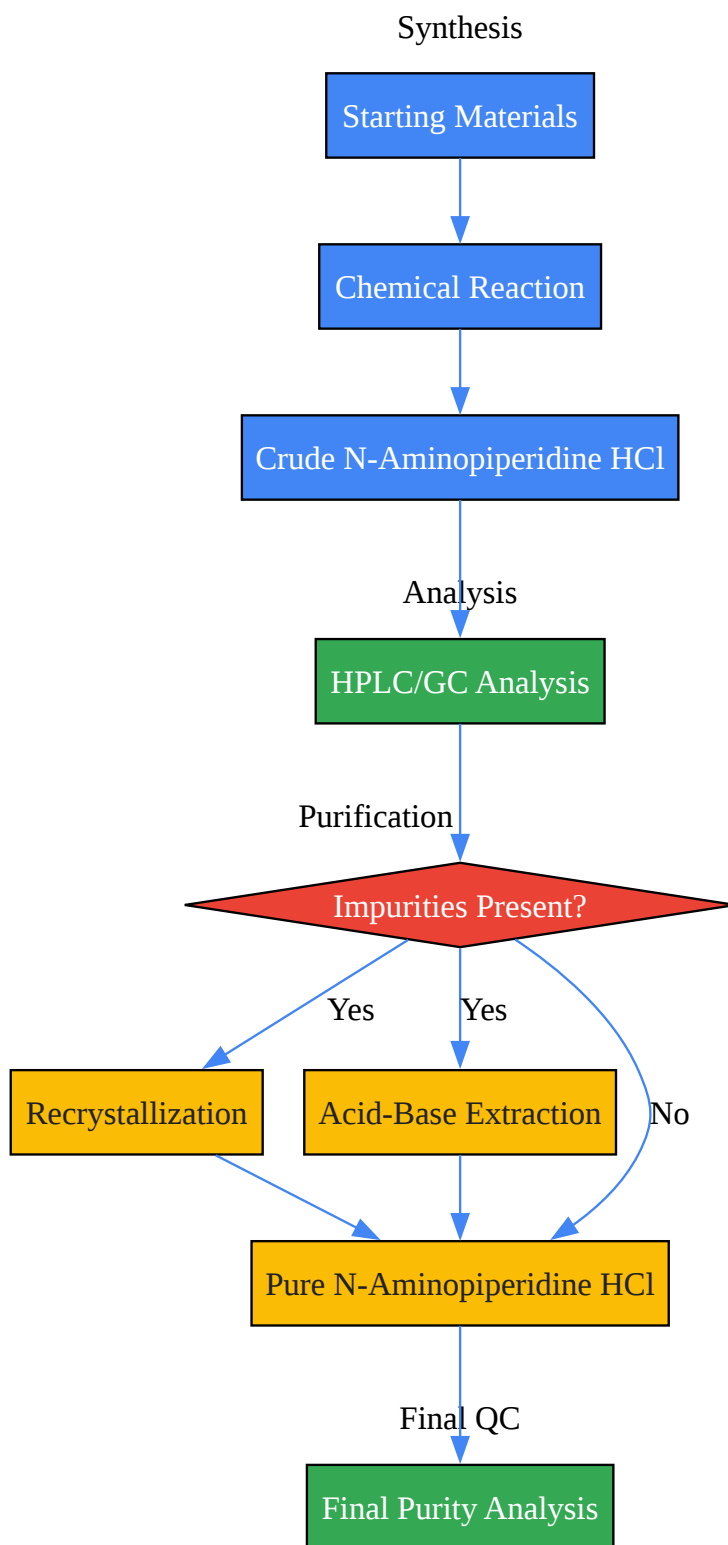 Synthesis
Starting Materials
Chemical Reaction
Crude N-Aminopiperidine HCl
Analysis
HPLC/GC Analysis
Purification
Impurities Present?
Yes
Yes
Recrystallization
Acid-Base Extraction
No
Pure N-Aminopiperidine HCl
Final QC
Final Purity Analysis